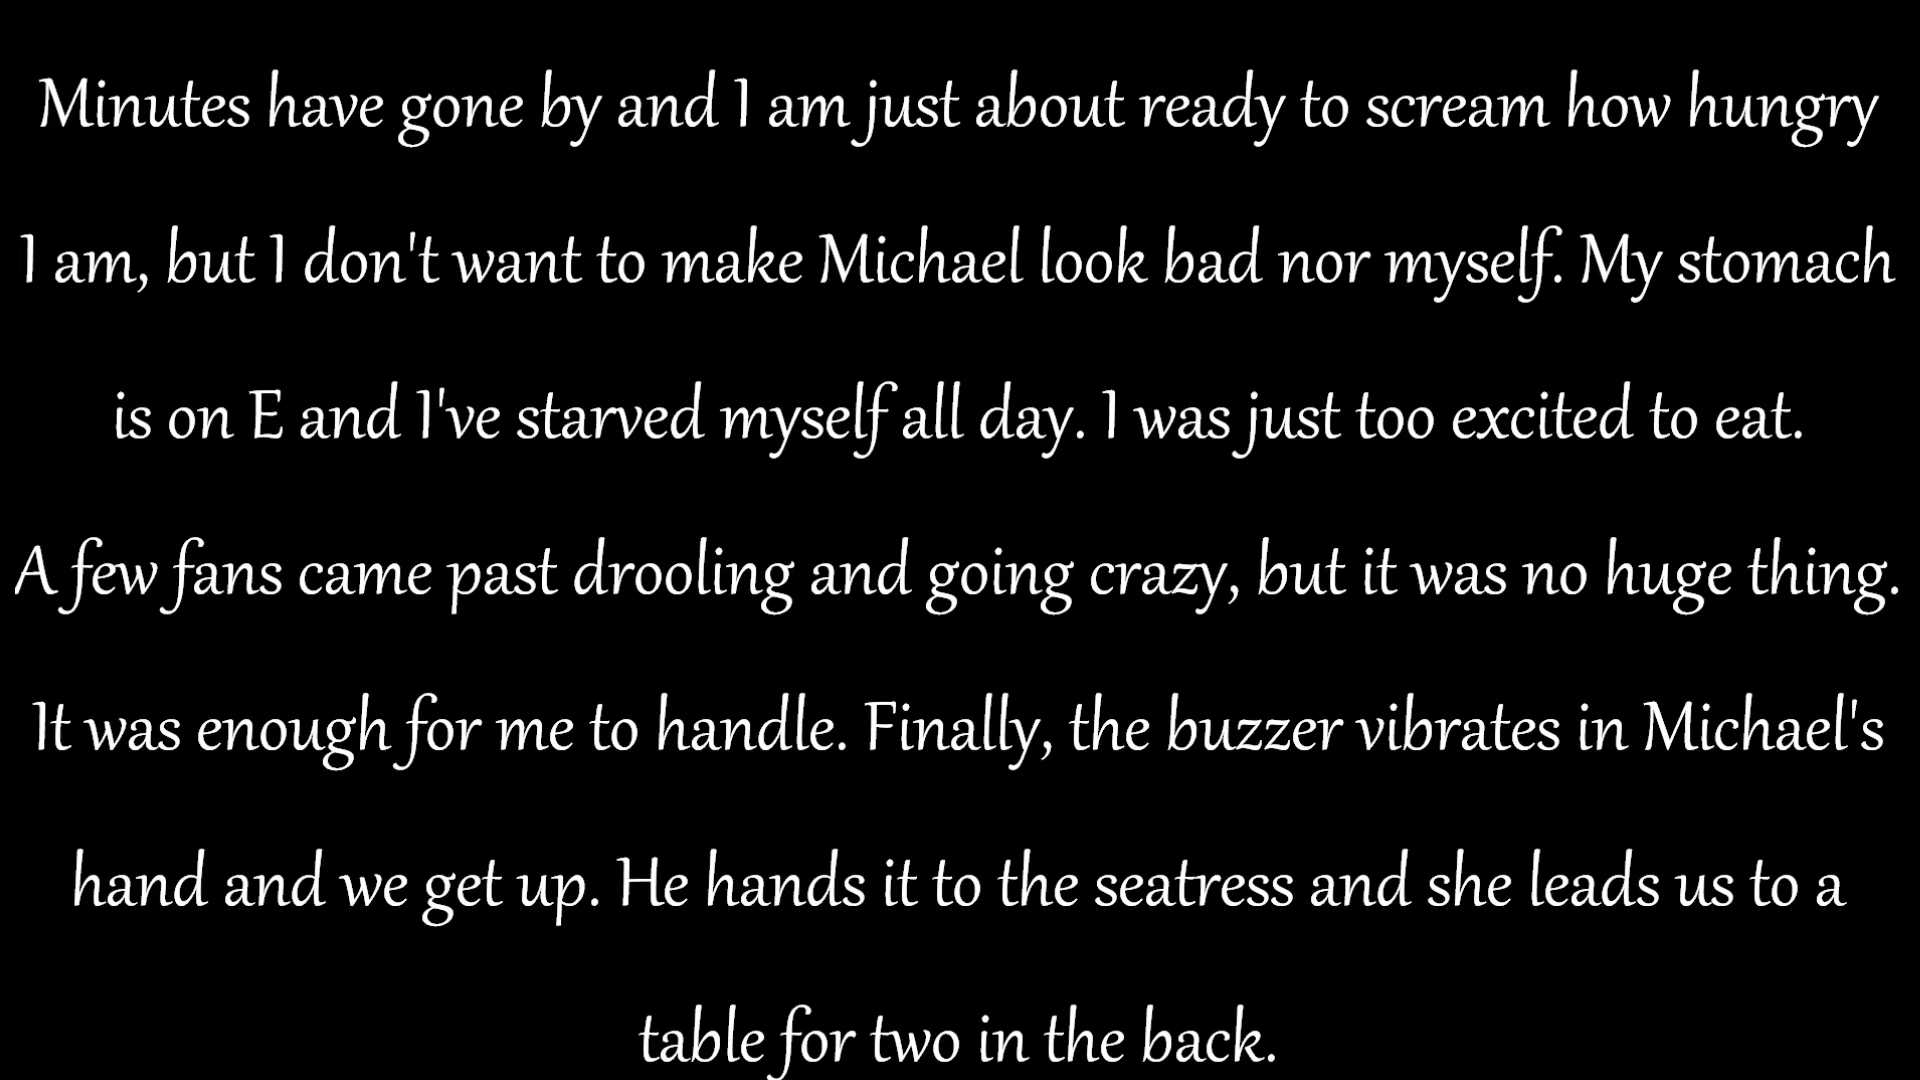 Minutes have gone by and I am just about ready to scream how hungry
I am, but I don't want to make Michael look bad nor myself. My stomach
is on E and I've starved myself all day. I was just too excited to eat.
A few fans came past drooling and going crazy, but it was no huge thing.
It was enough for me to handle. Finally, the buzzer vibrates in Michael's
hand and we get up. He hands it to the seatress and she leads us to a
table for two in the back.